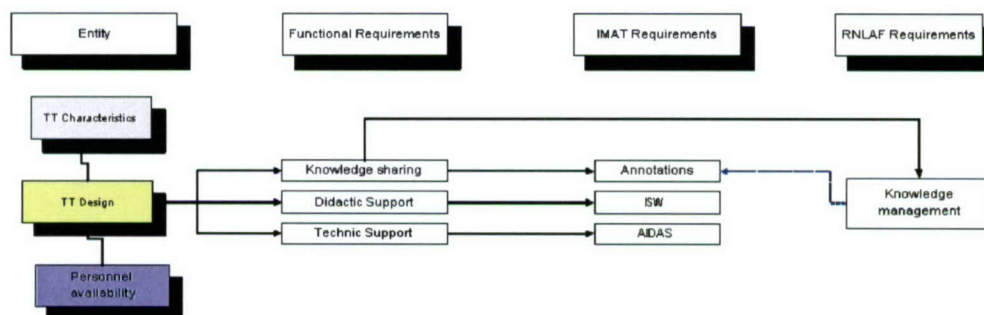 Entity
Functional Requirements
IMAT Requirements
RNLAF Requirements
TT Characteristics
Knowledge sharing
Annotations
TT Design
Didactic Support
ISW
Knowledge
management
Technic Support
AIDAS
Personnel
availability